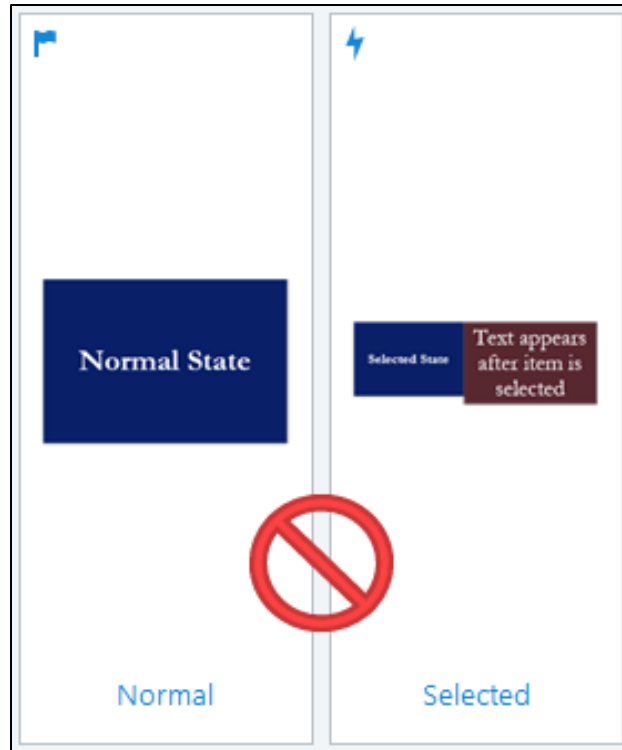 Normal State
Selected State
Text appears
after item is
selected
Normal
Selected